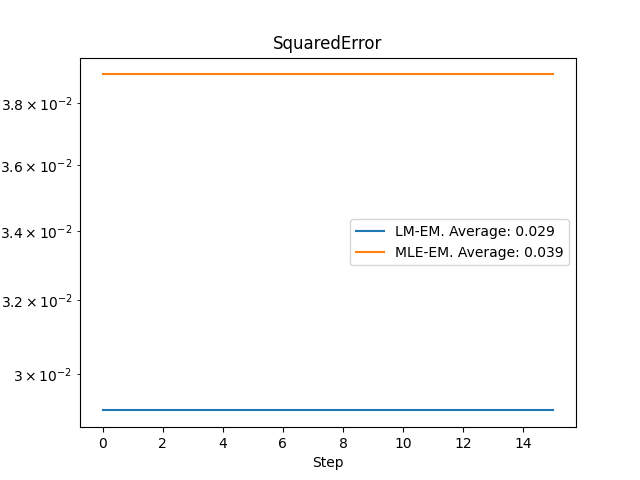 SquaredError
3.8 × 10⁻²
3.6 × 10⁻²
3.4 × 10⁻²
3.2 × 10⁻²
3 × 10⁻²
LM-EM. Average: 0.029
MLE-EM. Average: 0.039
0 2 4 6 8 10 12 14
Step